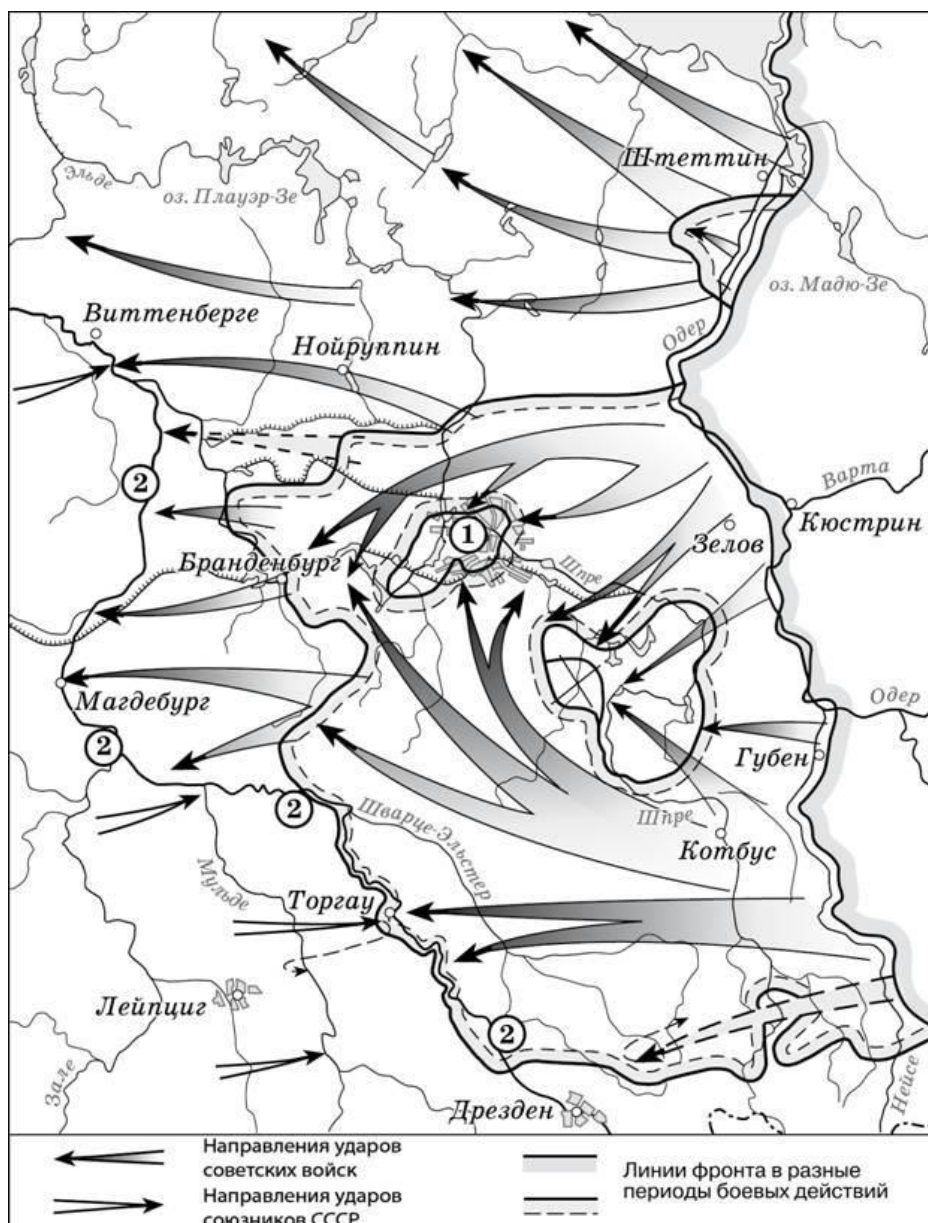 Штеттин
Эльде
оз. Плауэр-Зе
оз. Мадю-Зе
Виттенберге
Одер
Нойруппин
2
Варта
1
Кюстрин
Зелов
Бранденбург
Шпре
Магдебург
Одер
2
Губен
2
Шварце-Эльстер
Шпре
Котбус
Мульде
Торгау
Лейпциг
2
Зале
Нейсе
Дрезден
Направления ударов
советских войск
Направления ударов
союзников СССР
Линии фронта в разные
периоды боевых действий